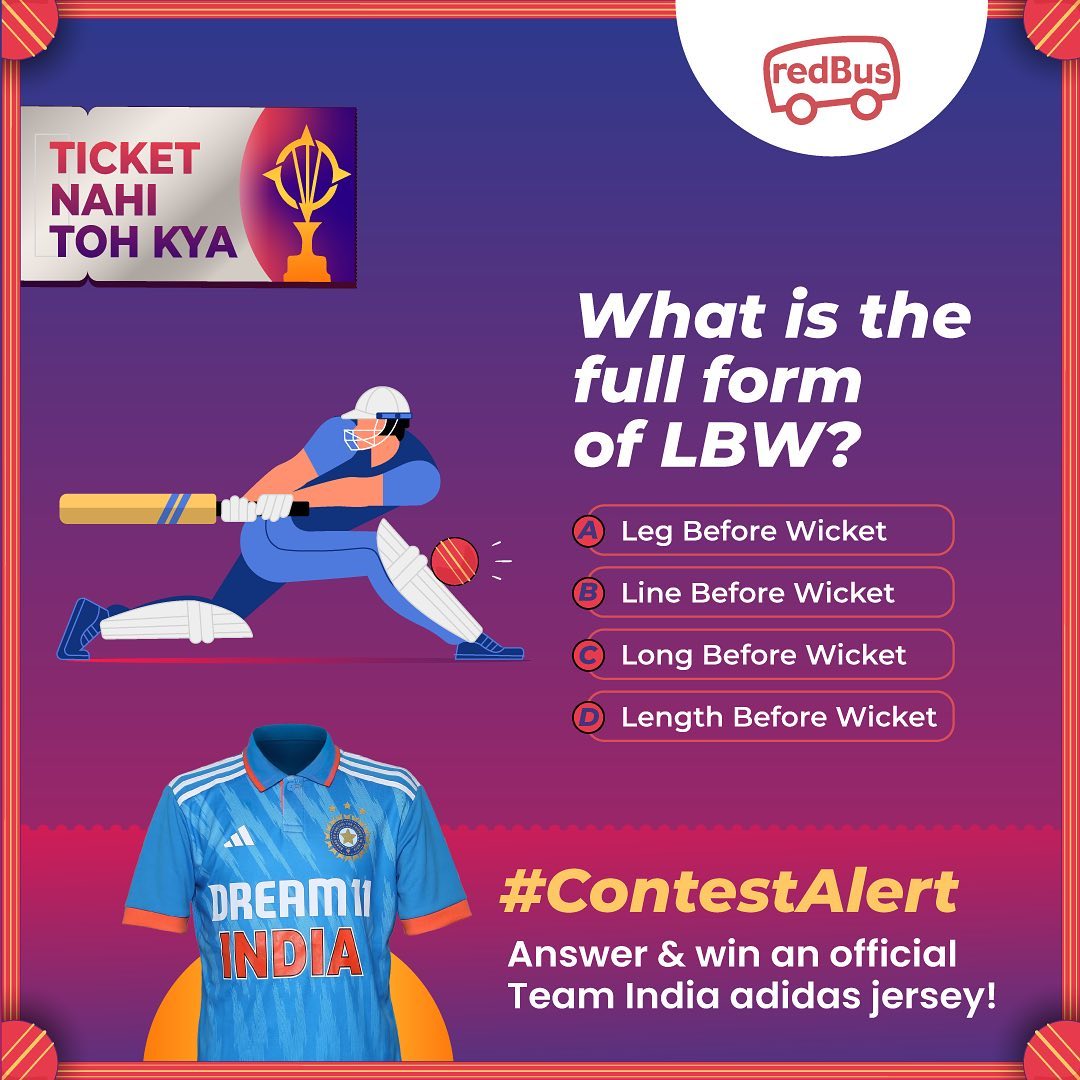 redBus
TICKET
NAHI
TOH KYA
What is the
full form
of LBW?
A Leg Before Wicket
B Line Before Wicket
C Long Before Wicket
D Length Before Wicket
DREAM11
INDIA
#ContestAlert
Answer & win an official
Team India adidas jersey!